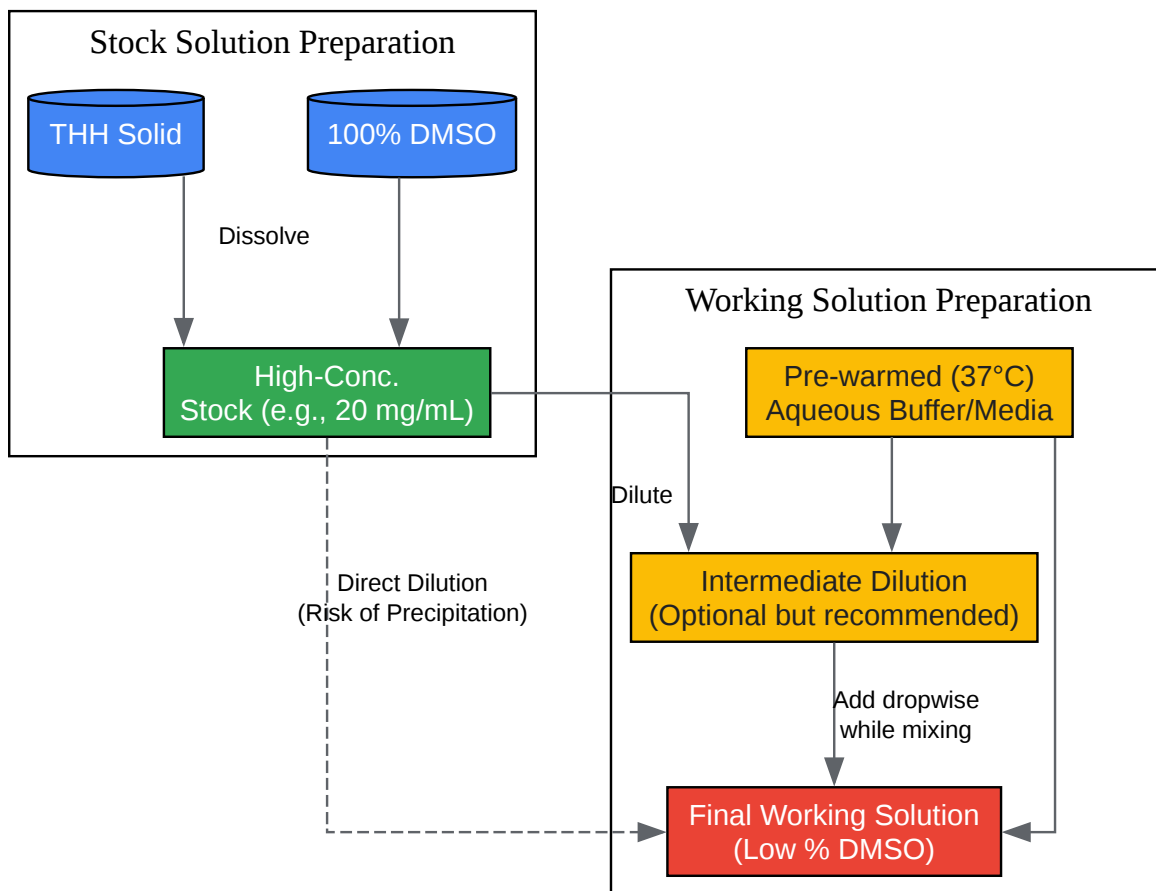 Stock Solution Preparation
THH Solid
100% DMSO
Dissolve
High-Conc.
Stock (e.g., 20 mg/mL)
Working Solution Preparation
Pre-warmed (37°C)
Aqueous Buffer/Media
Dilute
Direct Dilution
(Risk of Precipitation)
Intermediate Dilution
(Optional but recommended)
Add dropwise
while mixing
Final Working Solution
(Low % DMSO)